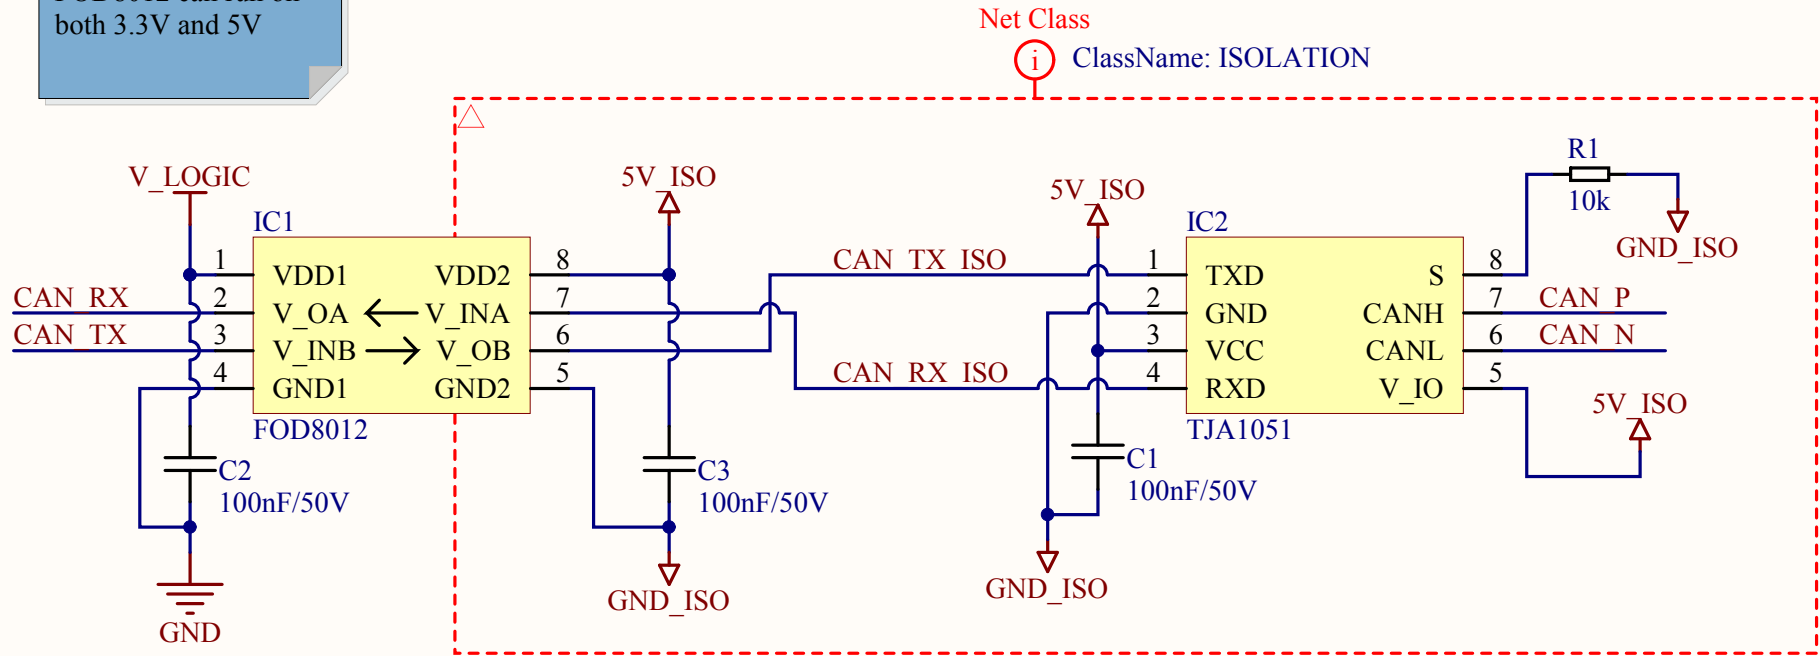 both 3.3V and 5V
Net Class
i
ClassName: ISOLATION
V_LOGIC
5V_ISO
5V_ISO
R1
10k
GND_ISO
IC1
IC2
CAN_RX
CAN_TX
1
2
3
4
VDD1
V_OA
V_INB
GND1
VDD2
V_INA
V_OB
GND2
8
7
6
5
FOD8012
CAN_TX_ISO
CAN_RX_ISO
1
2
3
4
TXD
GND
VCC
RXD
S
CANH
CANL
V_IO
8
7
6
5
TJA1051
CAN_P
CAN_N
5V_ISO
C2
100nF/50V
C3
100nF/50V
C1
100nF/50V
GND
GND_ISO
GND_ISO